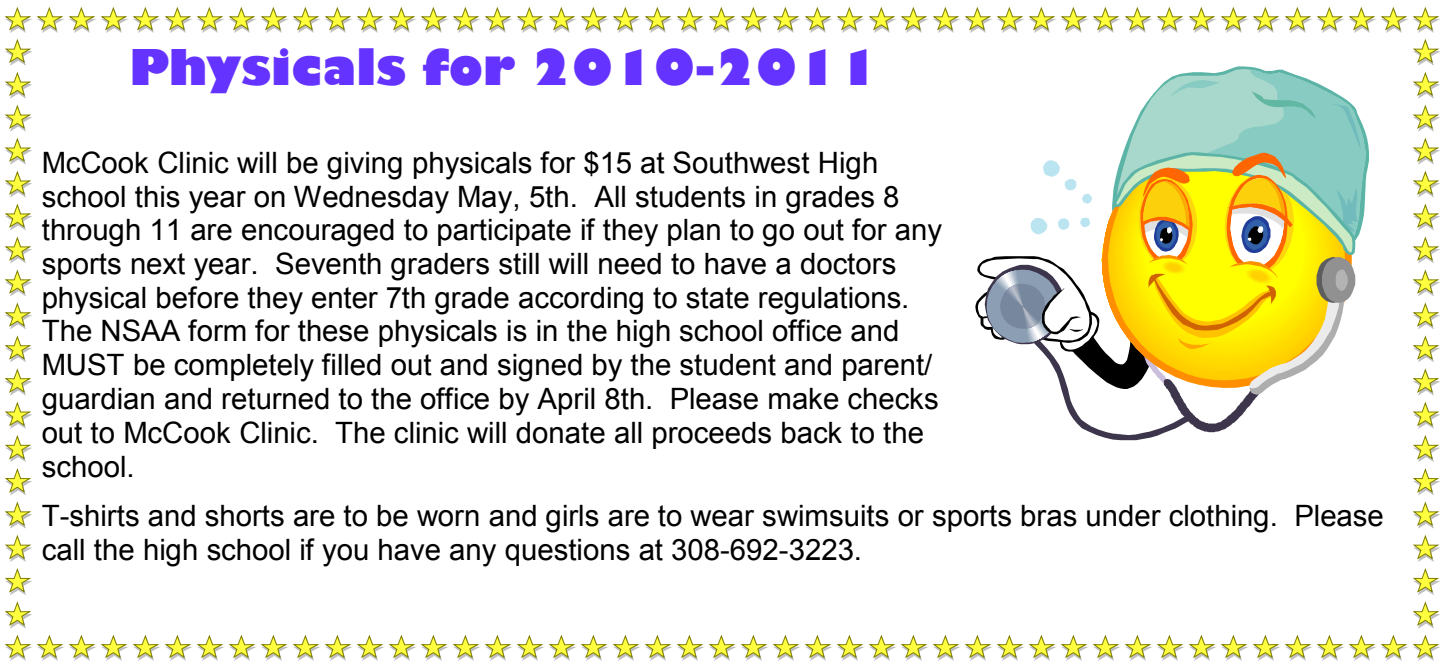 Physicals for 2010-2011
McCook Clinic will be giving physicals for $15 at Southwest High
school this year on Wednesday May, 5th.  All students in grades 8
through 11 are encouraged to participate if they plan to go out for any
sports next year.  Seventh graders still will need to have a doctors
physical before they enter 7th grade according to state regulations.
The NSAA form for these physicals is in the high school office and
MUST be completely filled out and signed by the student and parent/
guardian and returned to the office by April 8th.  Please make checks
out to McCook Clinic.  The clinic will donate all proceeds back to the
school.
T-shirts and shorts are to be worn and girls are to wear swimsuits or sports bras under clothing.  Please
call the high school if you have any questions at 308-692-3223.